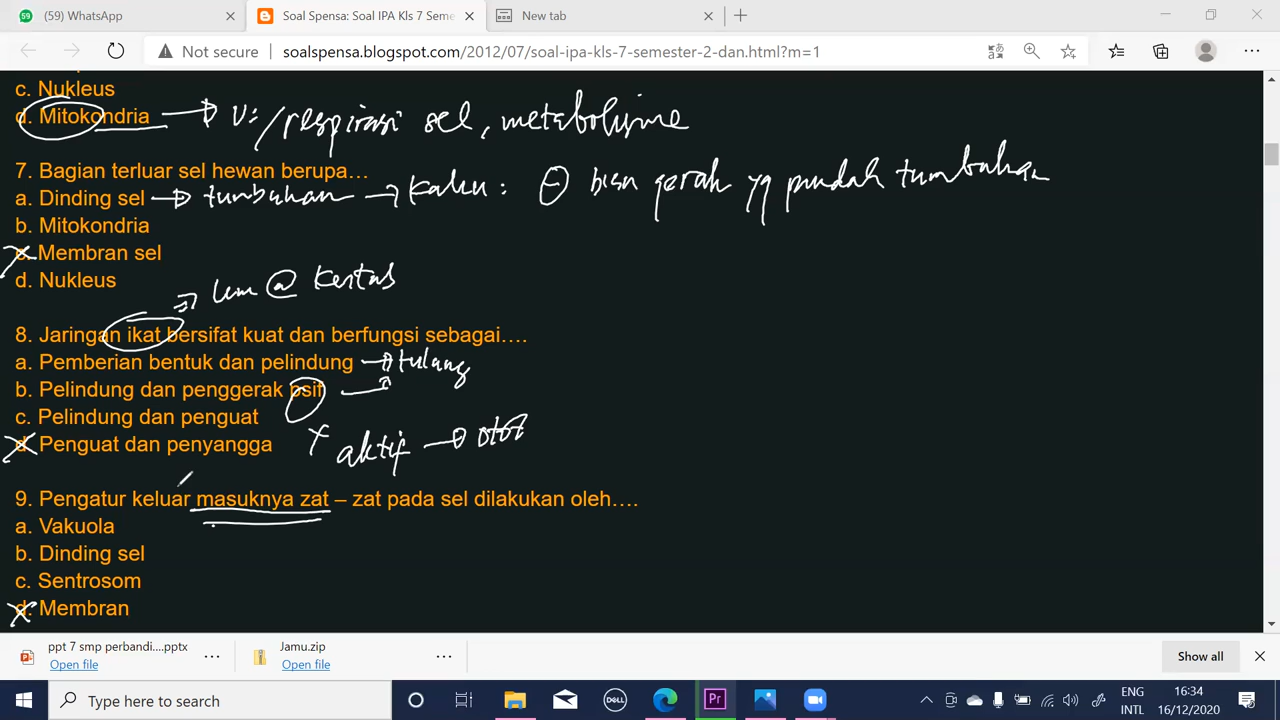 (59) WhatsApp
Soal Spensa: Soal IPA Kls 7 Seme
New tab
Not secure
soalspensa.blogspot.com/2012/07/soal-ipa-kls-7-semester-2-dan.html?m=1
c. Nukleus
d. Mitokondria
respirasi sel, metabolisme
7. Bagian terluar sel hewan berupa…
a. Dinding sel
tumbuhan
kaku :
bisa gerak yg pindah tumbuhan
b. Mitokondria
c. Membran sel
d. Nukleus
lem @ kertas
8. Jaringan ikat bersifat kuat dan berfungsi sebagai….
a. Pemberian bentuk dan pelindung
tulang
b. Pelindung dan penggerak psif
c. Pelindung dan penguat
d. Penguat dan penyangga
aktif
otot
9. Pengatur keluar masuknya zat – zat pada sel dilakukan oleh….
a. Vakuola
b. Dinding sel
c. Sentrosom
d. Membran
ppt 7 smp perbandi....pptx
Open file
Jamu.zip
Open file
Show all
Type here to search
DELL
Pr
ENG
INTL
16:34
16/12/2020